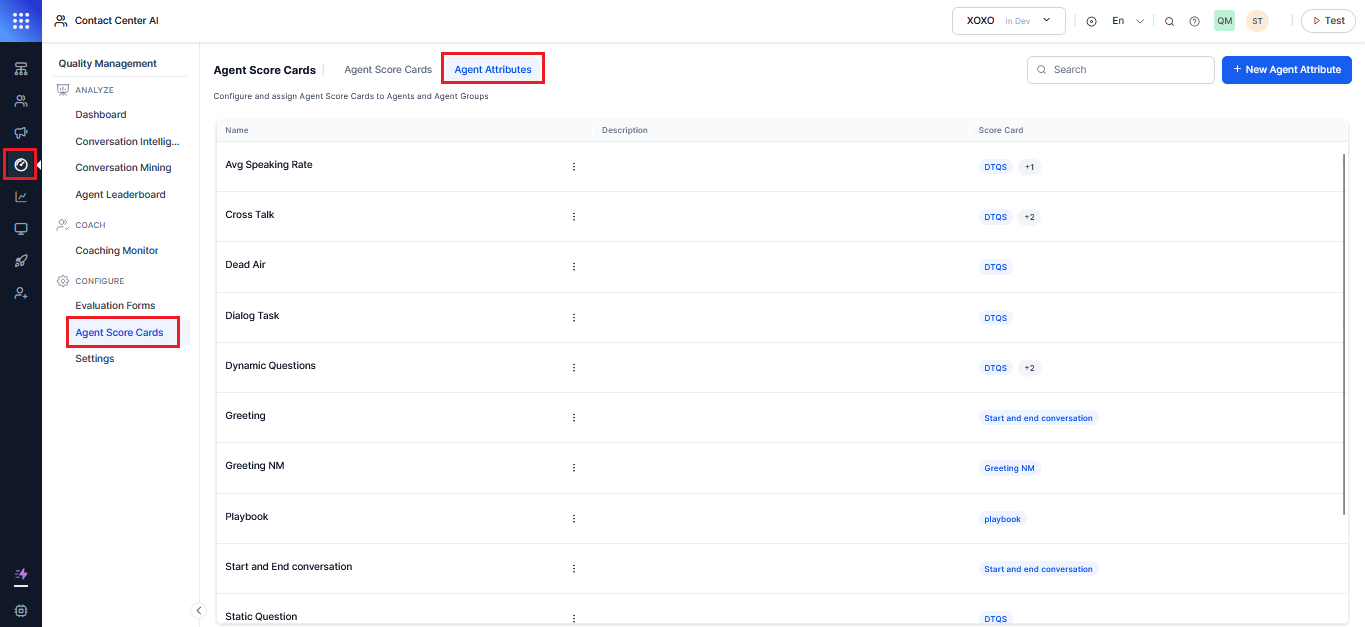 Contact Center AI
XOXO In Dev
En
QM
ST
Test
Quality Management
ANALYZE
Dashboard
Conversation Intellig...
Conversation Mining
Agent Leaderboard
COACH
Coaching Monitor
CONFIGURE
Evaluation Forms
Agent Score Cards
Settings
Agent Score Cards
Agent Score Cards
Agent Attributes
Search
+ New Agent Attribute
Configure and assign Agent Score Cards to Agents and Agent Groups
Name Description Score Card
Avg Speaking Rate DTQS +1
Cross Talk DTQS +2
Dead Air DTQS
Dialog Task DTQS
Dynamic Questions DTQS +2
Greeting Start and end conversation
Greeting NM Greeting NM
Playbook playbook
Start and End conversation Start and end conversation
Static Question DTQS